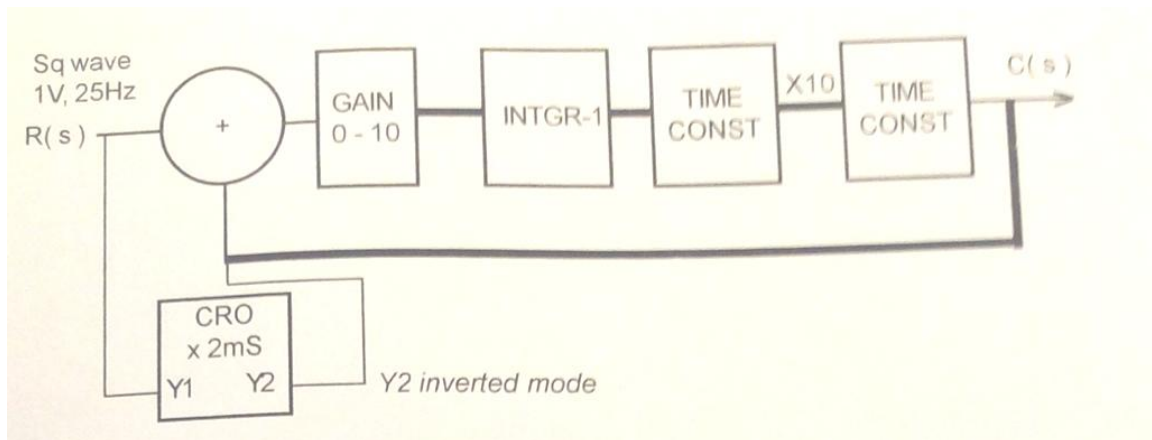 Sq wave
1V, 25Hz
R( s )
+
GAIN
0 - 10
INTGR-1
TIME
CONST
X10
TIME
CONST
C( s )
CRO
x 2mS
Y1 Y2
Y2 inverted mode